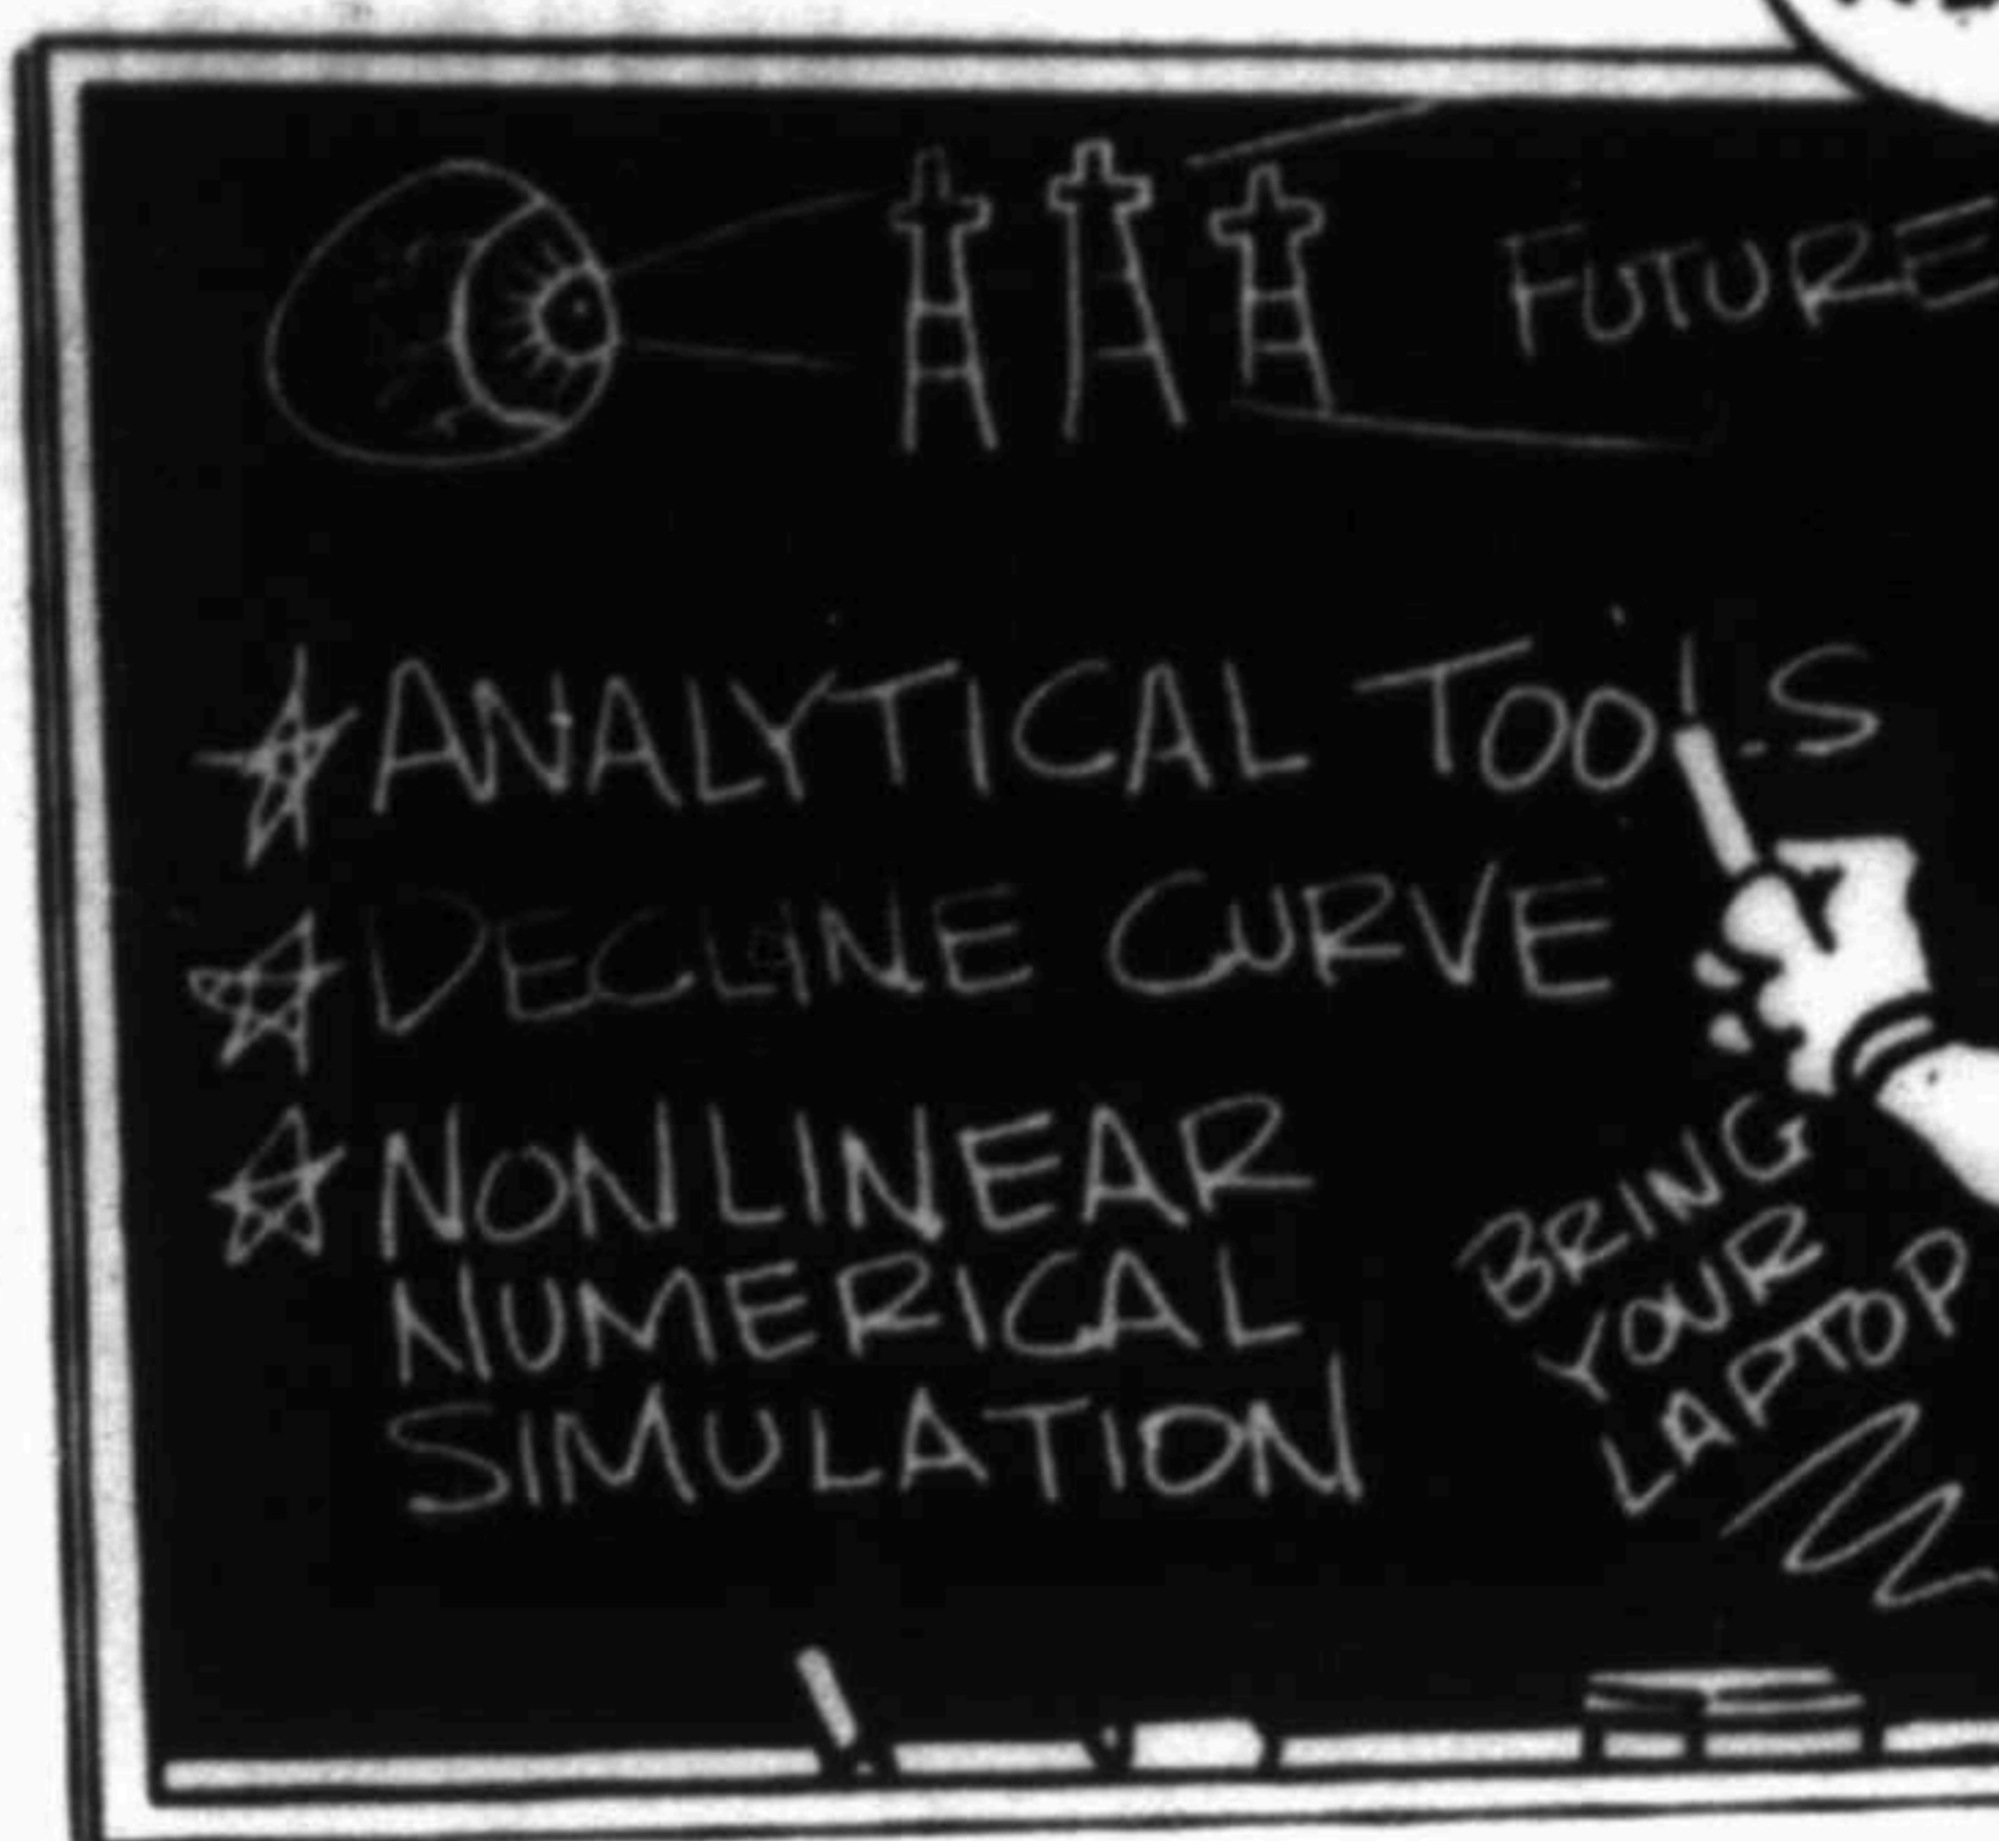 FUTURE
ANALYTICAL TOOLS
DECLINE CURVE
NONLINEAR
NUMERICAL
SIMULATION
BRING
YOUR
LAPTOP